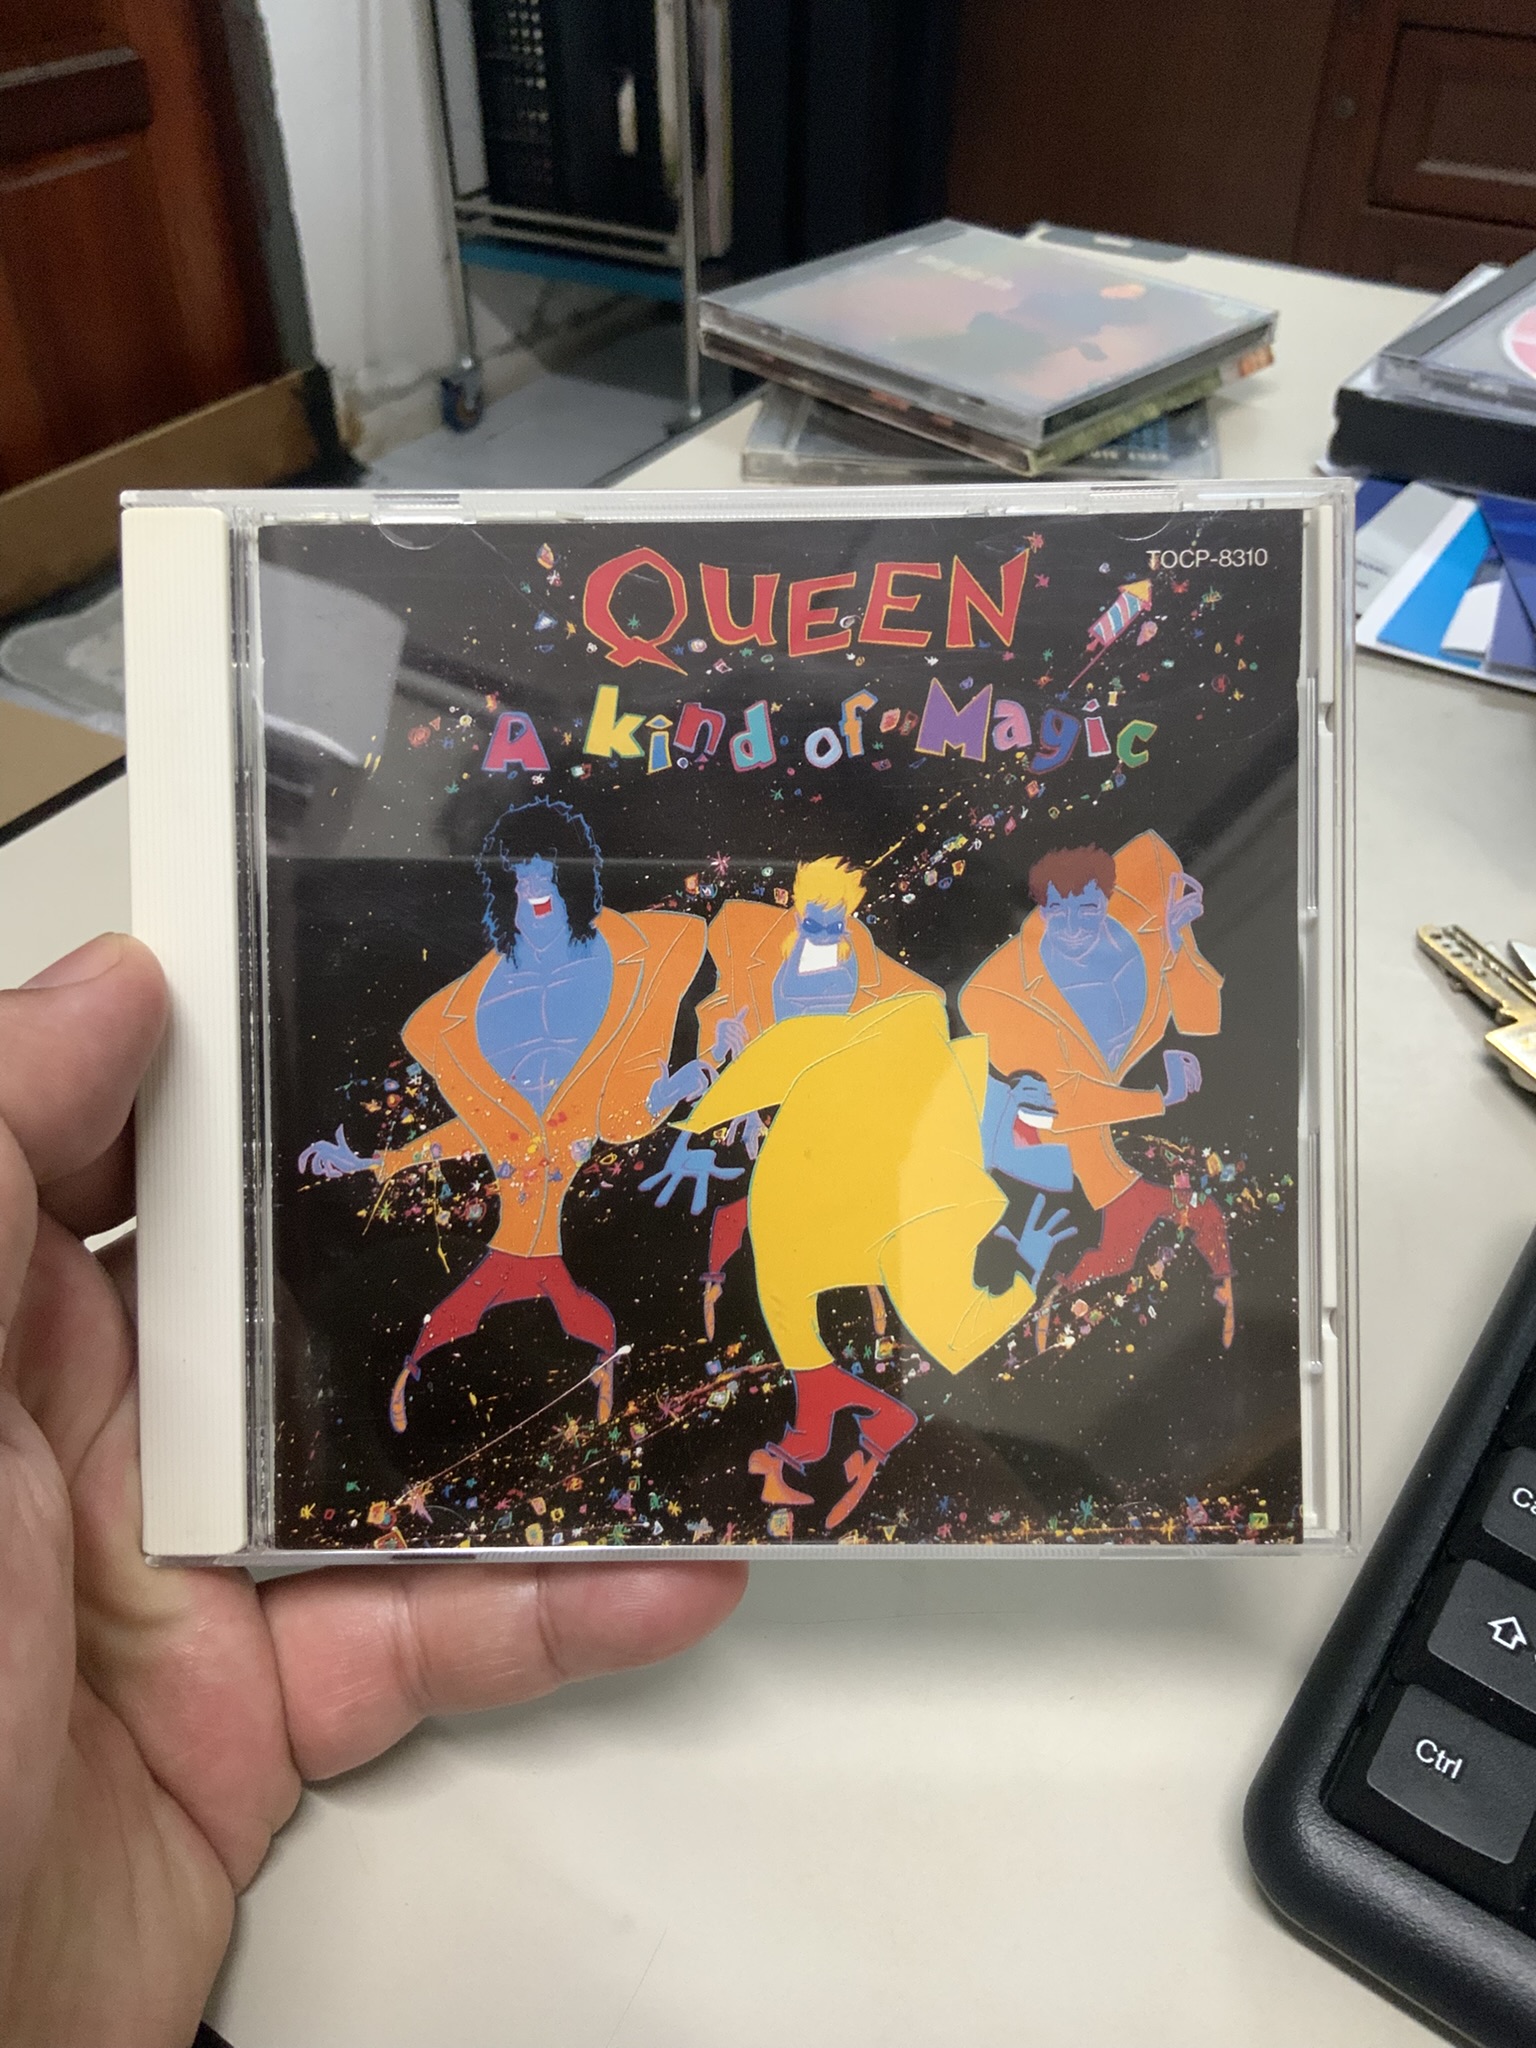 QUEEN
TOCP-8310
A kind of Magic
Ctrl